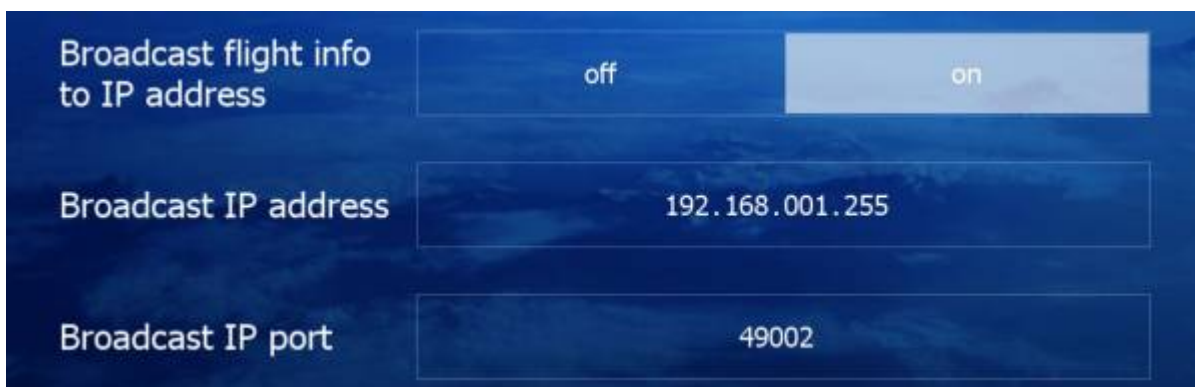 Broadcast flight info
to IP address
off
on
Broadcast IP address
192.168.001.255
Broadcast IP port
49002